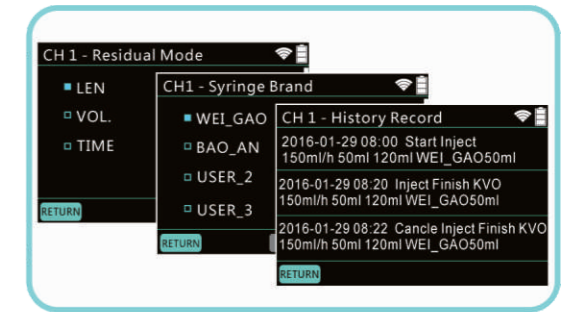 CH 1 - Residual Mode
LEN
VOL.
TIME
RETURN
CH1 - Syringe Brand
WEI_GAO
BAO_AN
USER_2
USER_3
RETURN
CH 1 - History Record
2016-01-29 08:00 Start Inject
150ml/h 50ml 120ml WEI_GAO50ml
2016-01-29 08:20 Inject Finish KVO
150ml/h 50ml 120ml WEI_GAO50ml
2016-01-29 08:22 Cancle Inject Finish KVO
150ml/h 50ml 120ml WEI_GAO50ml
RETURN